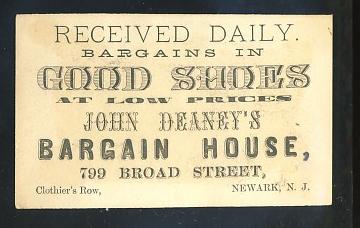 RECEIVED DAILY.
BARGAINS IN
GOOD SHOES
AT LOW PRICES
JOHN DEANEY'S
BARGAIN HOUSE,
799 BROAD STREET,
Clothier's Row, NEWARK, N. J.